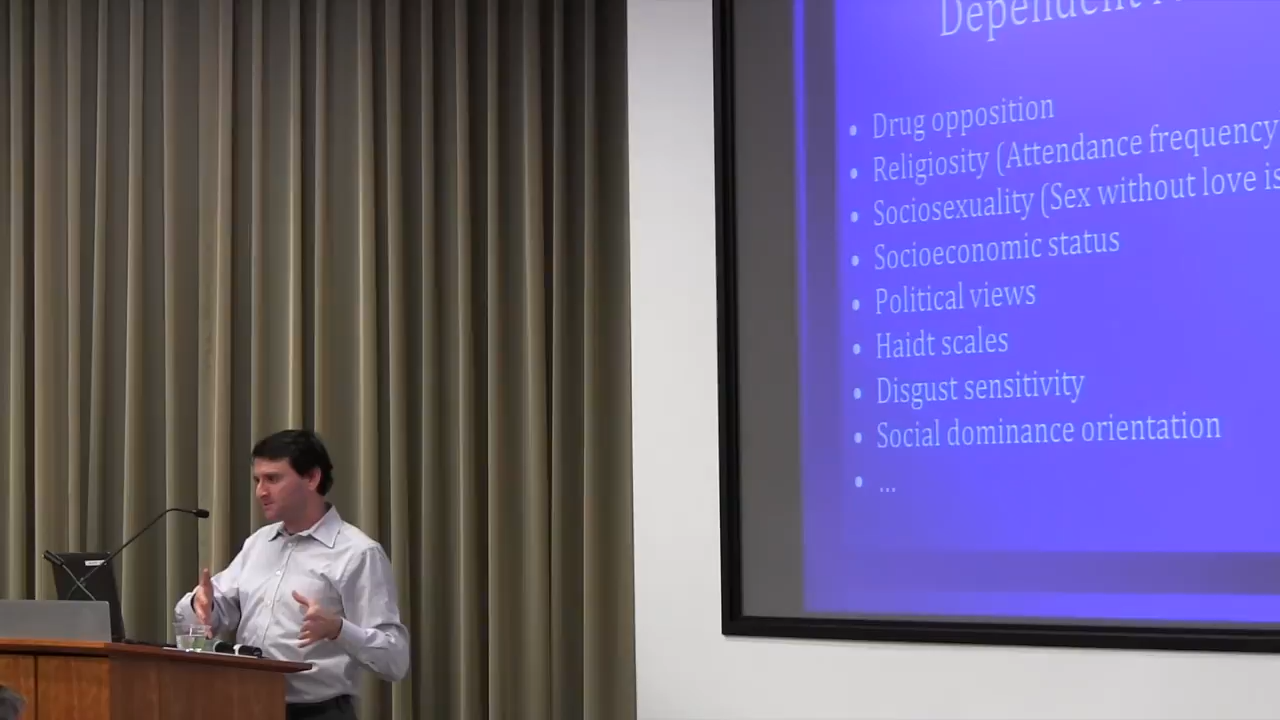 Dependent
• Drug opposition
• Religiosity (Attendance frequency
• Sociosexuality (Sex without love is
• Socioeconomic status
• Political views
• Haidt scales
• Disgust sensitivity
• Social dominance orientation
• ...